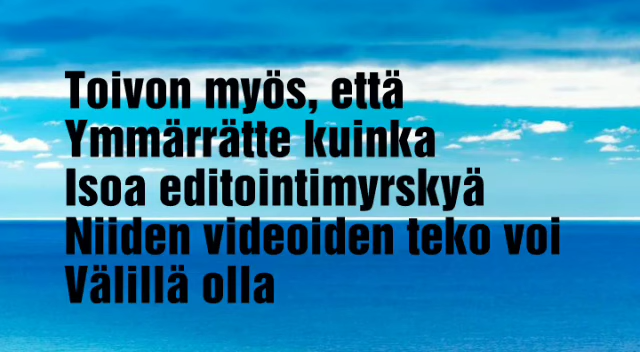 Toivon myös, että
Ymmärrätte kuinka
Isoa editointimyrskyä
Niiden videoiden teko voi
Välillä olla